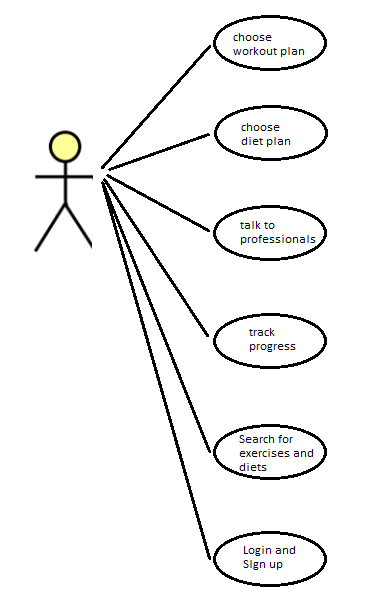 choose
workout plan
choose
diet plan
talk to
professionals
track
progress
Search for
exercises and
diets
Login and
SIgn up